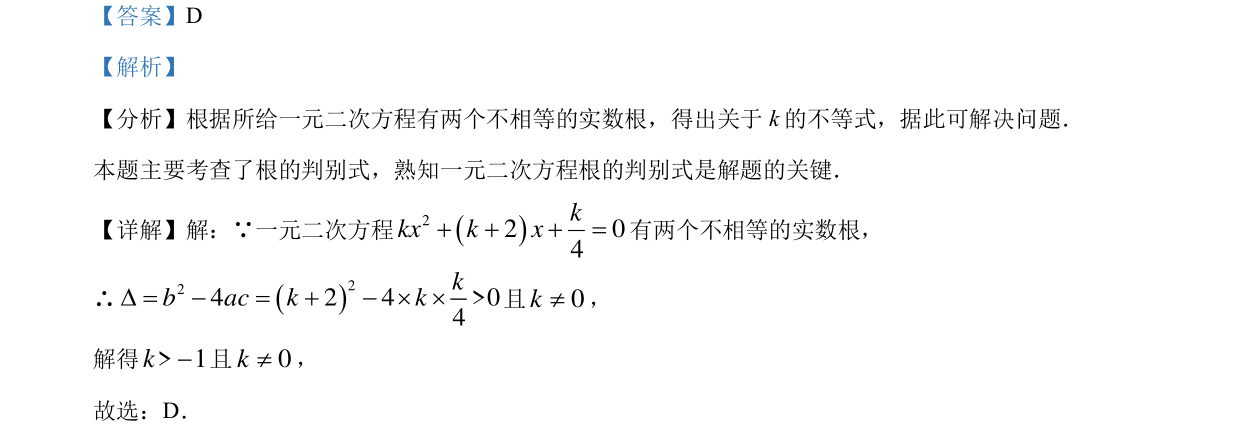 【答案】D
【解析】
【分析】根据所给一元二次方程有两个不相等的实数根，得出关于 k 的不等式，据此可解决问题．
本题主要考查了根的判别式，熟知一元二次方程根的判别式是解题的关键．
【详解】解：∵一元二次方程 kx² + (k + 2)x + k/4 = 0 有两个不相等的实数根，
∴ Δ = b² − 4ac = (k + 2)² − 4 × k × k/4 > 0 且 k ≠ 0，
解得 k > −1 且 k ≠ 0，
故选：D．